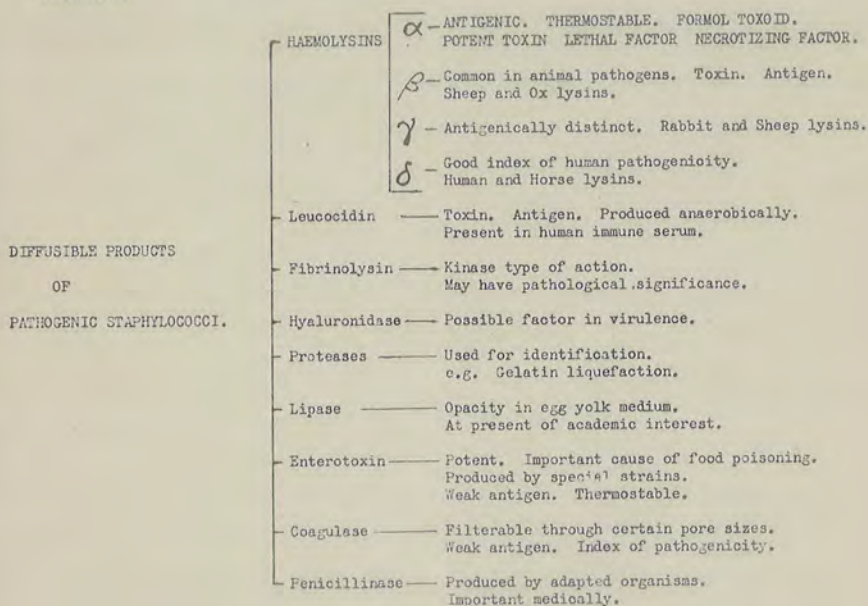 DIFFUSIBLE PRODUCTS
OF
PATHOGENIC STAPHYLOCOCCI.
HAEMOLYSINS
α — ANTIGENIC. THERMOSTABLE. FORMOL TOXOID.
POTENT TOXIN LETHAL FACTOR NECROTIZING FACTOR.
β — Common in animal pathogens. Toxin. Antigen.
Sheep and Ox lysins.
γ — Antigenically distinct. Rabbit and Sheep lysins.
δ — Good index of human pathogenicity.
Human and Horse lysins.
Leucocidin — Toxin. Antigen. Produced anaerobically.
Present in human immune serum.
Fibrinolysin — Kinase type of action.
May have pathological significance.
Hyaluronidase — Possible factor in virulence.
Proteases — Used for identification.
e.g. Gelatin liquefaction.
Lipase — Opacity in egg yolk medium.
At present of academic interest.
Enterotoxin — Potent. Important cause of food poisoning.
Produced by special strains.
Weak antigen. Thermostable.
Coagulase — Filterable through certain pore sizes.
Weak antigen. Index of pathogenicity.
Penicillinase — Produced by adapted organisms.
Important medically.